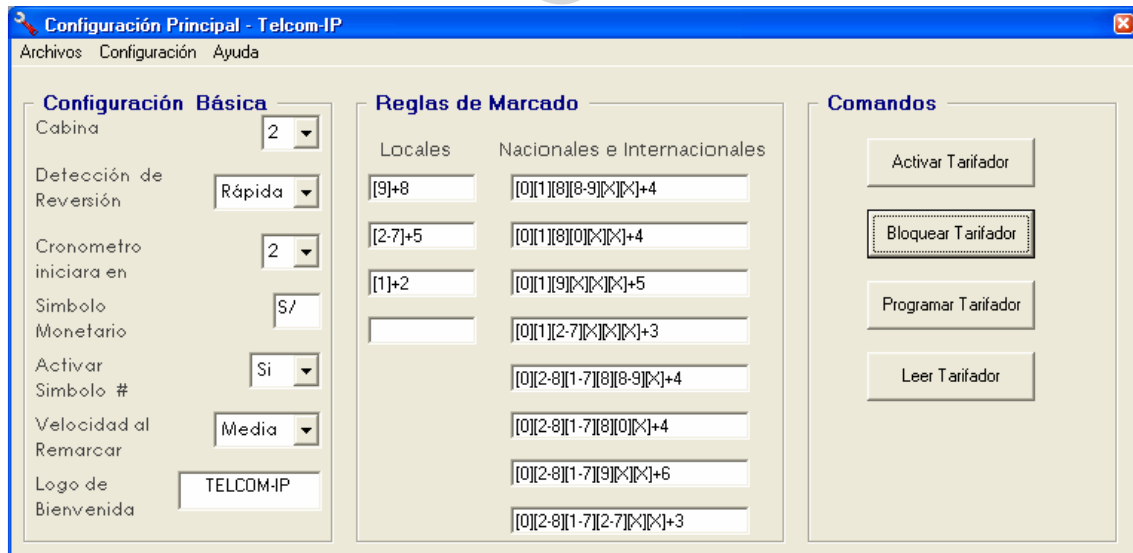 Configuración Principal - Telcom-IP
Archivos Configuración Ayuda
Configuración Básica
Cabina
2
Detección de
Reversión
Rápida
Cronometro
iniciara en
2
Simbolo
Monetario
S/
Activar
Simbolo #
Si
Velocidad al
Remarcar
Media
Logo de
Bienvenida
TELCOM-IP
Reglas de Marcado
Locales Nacionales e Internacionales
[9]+8 [0][1][8][8-9][X][X]+4
[2-7]+5 [0][1][8][0][X][X]+4
[1]+2 [0][1][9][X][X][X]+5
[0][1][2-7][X][X][X]+3
[0][2-8][1-7][8][8-9][X]+4
[0][2-8][1-7][8][0][X]+4
[0][2-8][1-7][9][X][X]+6
[0][2-8][1-7][2-7][X][X]+3
Comandos
Activar Tarifador
Bloquear Tarifador
Programar Tarifador
Leer Tarifador